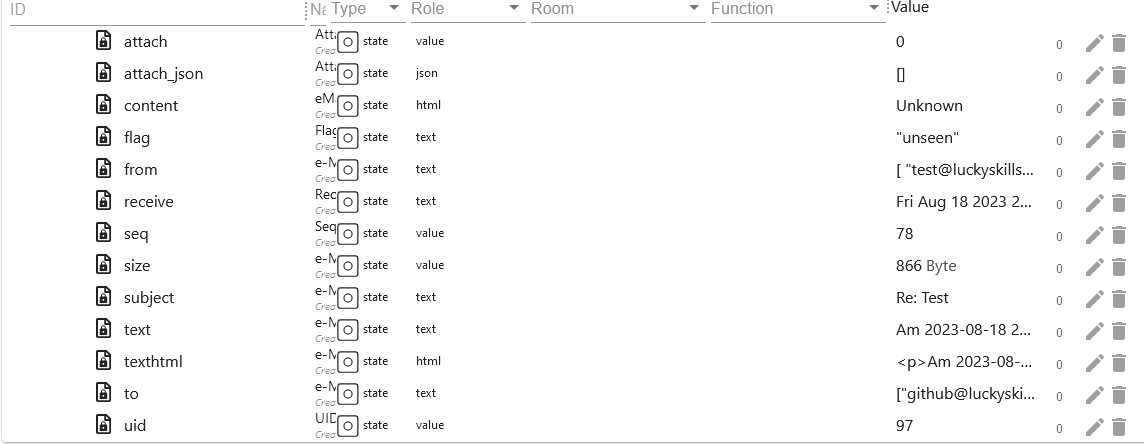 ID Na Type Role Room Function Value
attach Atta Crea state value 0 0
attach_json Atta Crea state json [] 0
content eMa Crea state html Unknown 0
flag Flag Crea state text "unseen" 0
from e-M Crea state text [ "test@luckyskills... 0
receive Rec Crea state text Fri Aug 18 2023 2... 0
seq Seq Crea state value 78 0
size e-M Crea state value 866 Byte 0
subject e-M Crea state text Re: Test 0
text e-M Crea state text Am 2023-08-18 2... 0
texthtml e-M Crea state html <p>Am 2023-08-... 0
to e-M Crea state text ["github@luckyski... 0
uid UID Crea state value 97 0